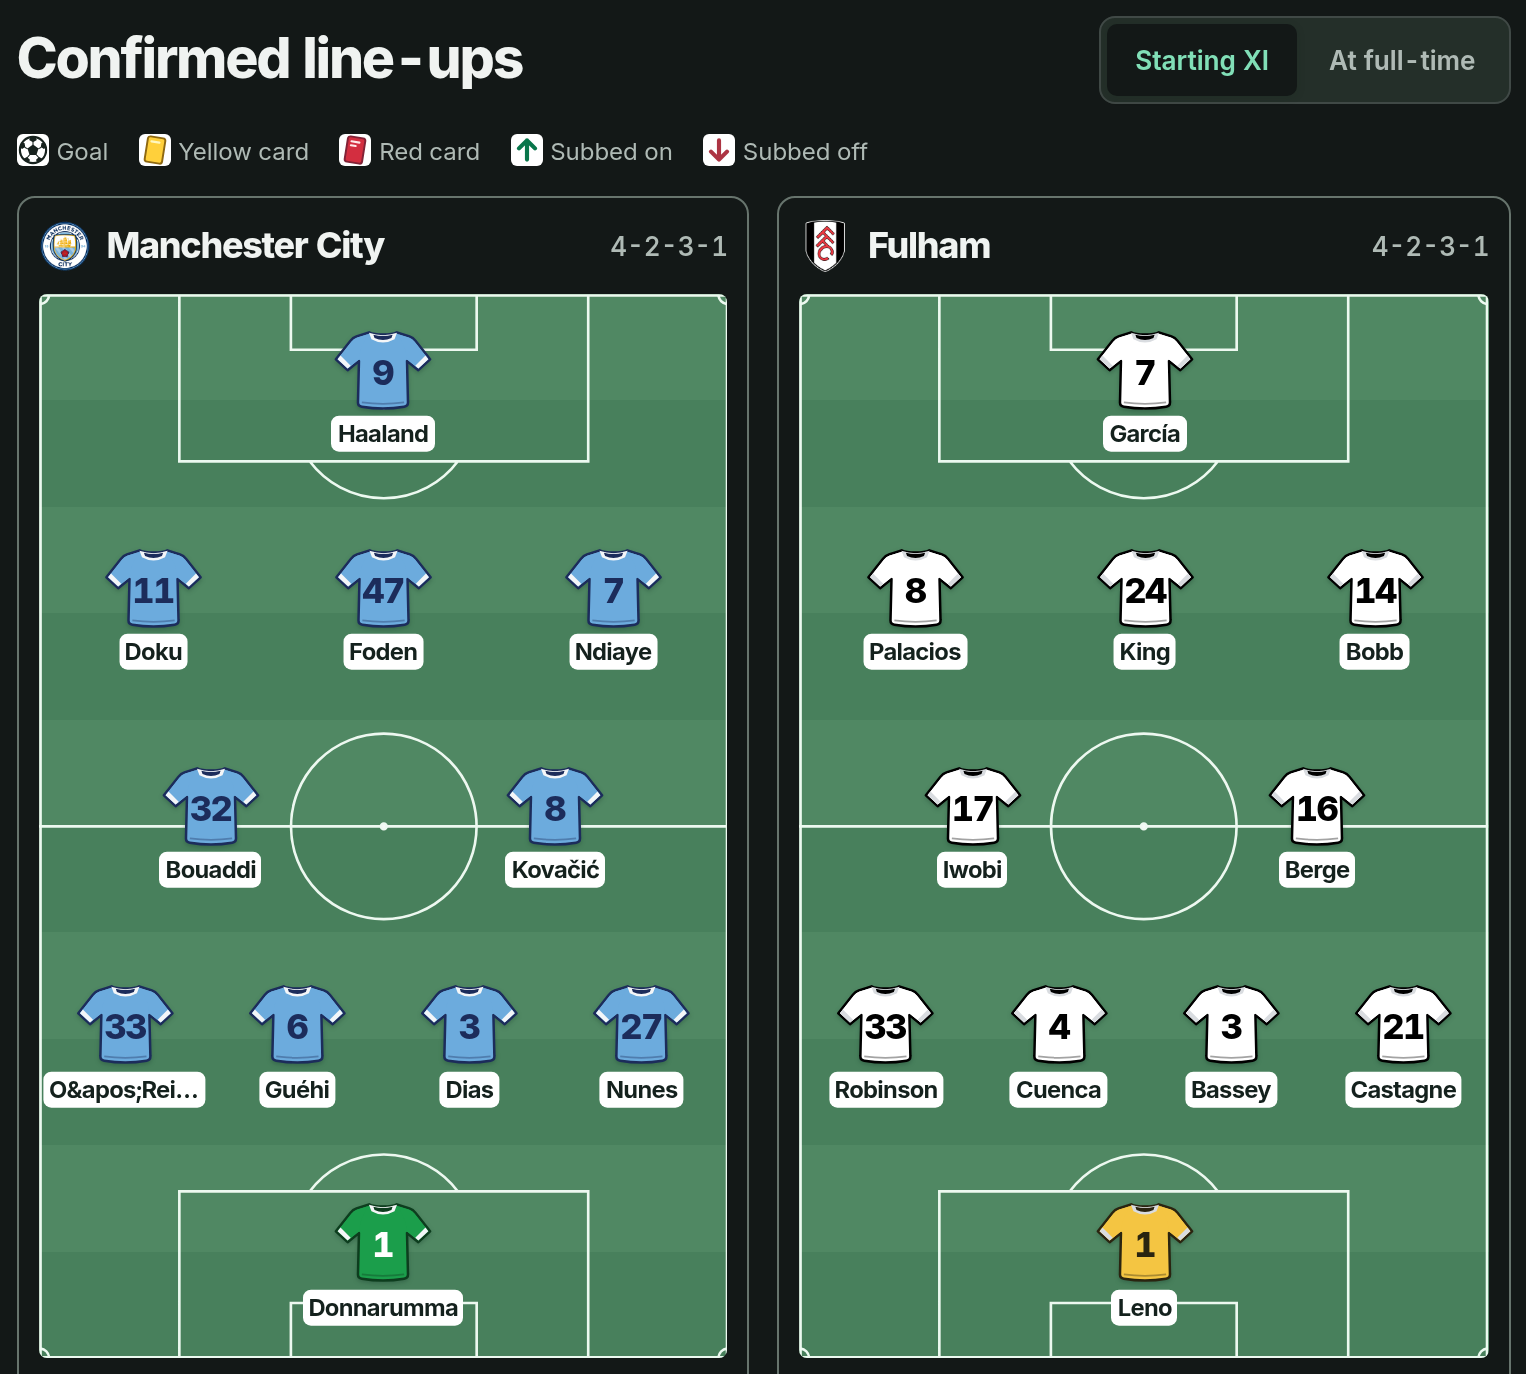 Confirmed line-ups
Starting XI
At full-time
Goal
Yellow card
Red card
Subbed on
Subbed off
MANCHESTER
CITY
Manchester City
4-2-3-1
9
Haaland
11
47
7
Doku
Foden
Ndiaye
32
8
Bouaddi
Kovačić
33
6
3
27
O&apos;Rei...
Guéhi
Dias
Nunes
1
Donnarumma
Fulham
4-2-3-1
7
García
8
24
14
Palacios
King
Bobb
17
16
Iwobi
Berge
33
4
3
21
Robinson
Cuenca
Bassey
Castagne
1
Leno